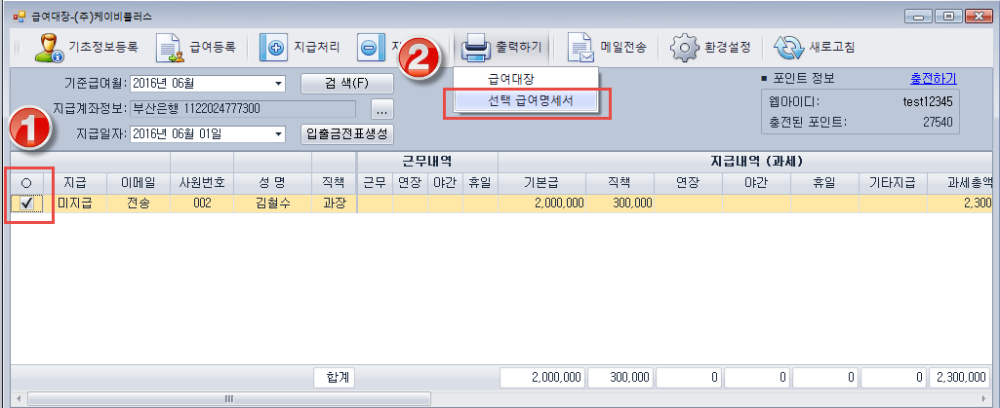 급여대장-(주)케이비플러스
기초정보등록 급여등록 지급처리 지 2 출력하기 메일전송 환경설정 새로고침
급여대장
선택 급여명세서
기준급여월: 2016년 06월 검 색(F)
지급계좌정보: 부산은행 1122024777300 ...
1 지급일자: 2016년 06월 01일 입출금전표생성
■ 포인트 정보 충전하기
웹아이디: test12345
충전된 포인트: 27540
근무내역 지급내역 (과세)
지급 이메일 사원번호 성 명 직책 근무 연장 야간 휴일 기본급 직책 연장 야간 휴일 기타지급 과세총액
미지급 전송 002 김철수 과장 2,000,000 300,000 2,300
합계 2,000,000 300,000 0 0 0 0 2,300,000